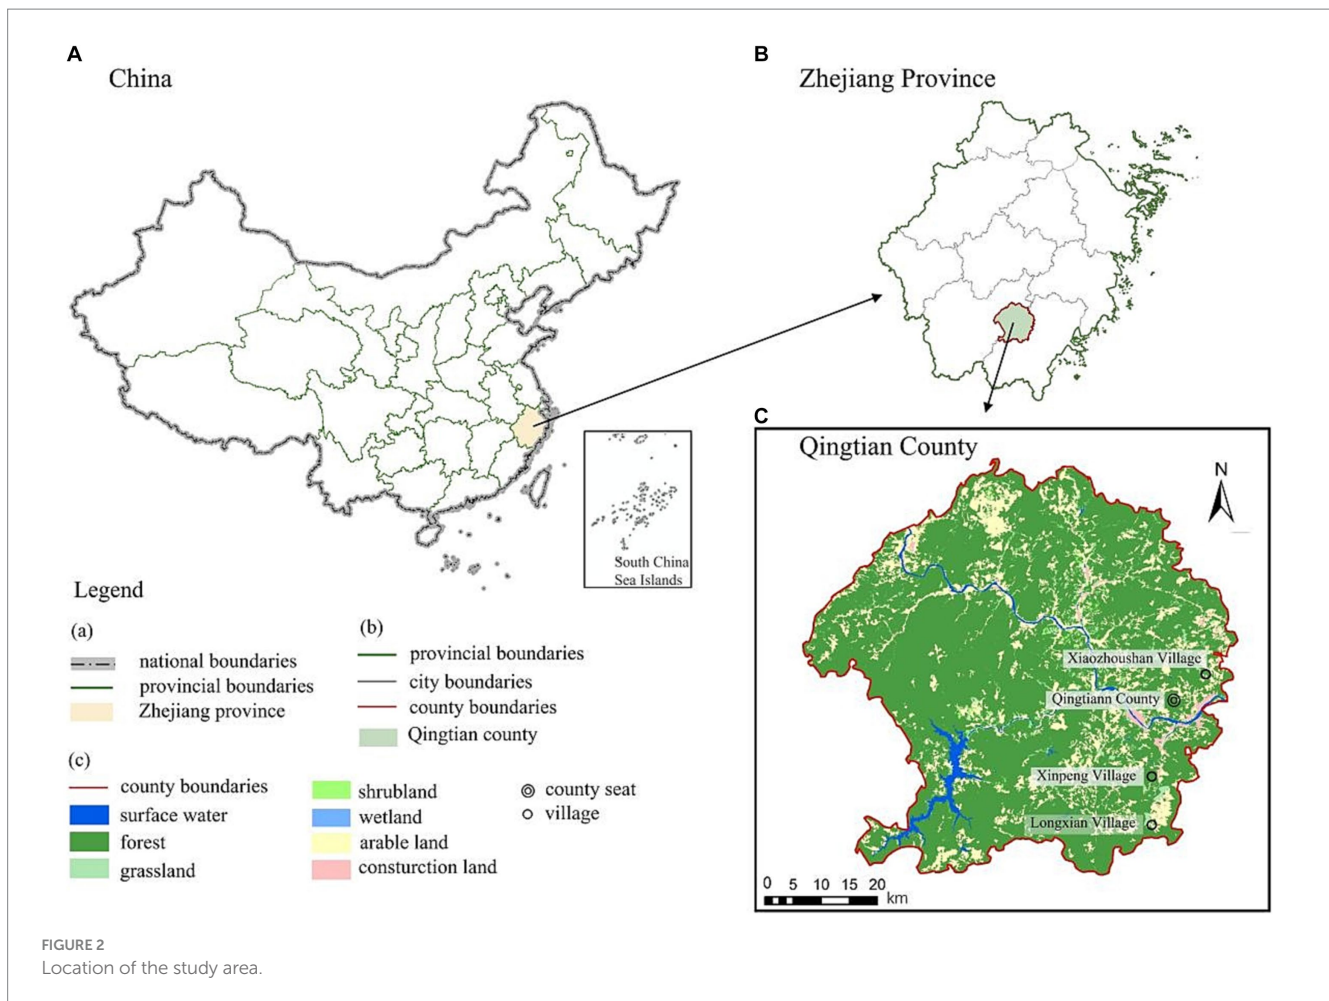 A
China
B
Zhejiang Province
South China
Sea Islands
C
Qingtian County
N
Xiaozhoushan Village
Qingtiann County
Xinpeng Village
Longxian Village
0 5 10 15 20
km
Legend
(a)
national boundaries
provincial boundaries
Zhejiang province
(b)
provincial boundaries
city boundaries
county boundaries
Qingtian county
(c)
county boundaries
surface water
forest
grassland
shrubland
wetland
arable land
consturction land
county seat
village
FIGURE 2
Location of the study area.